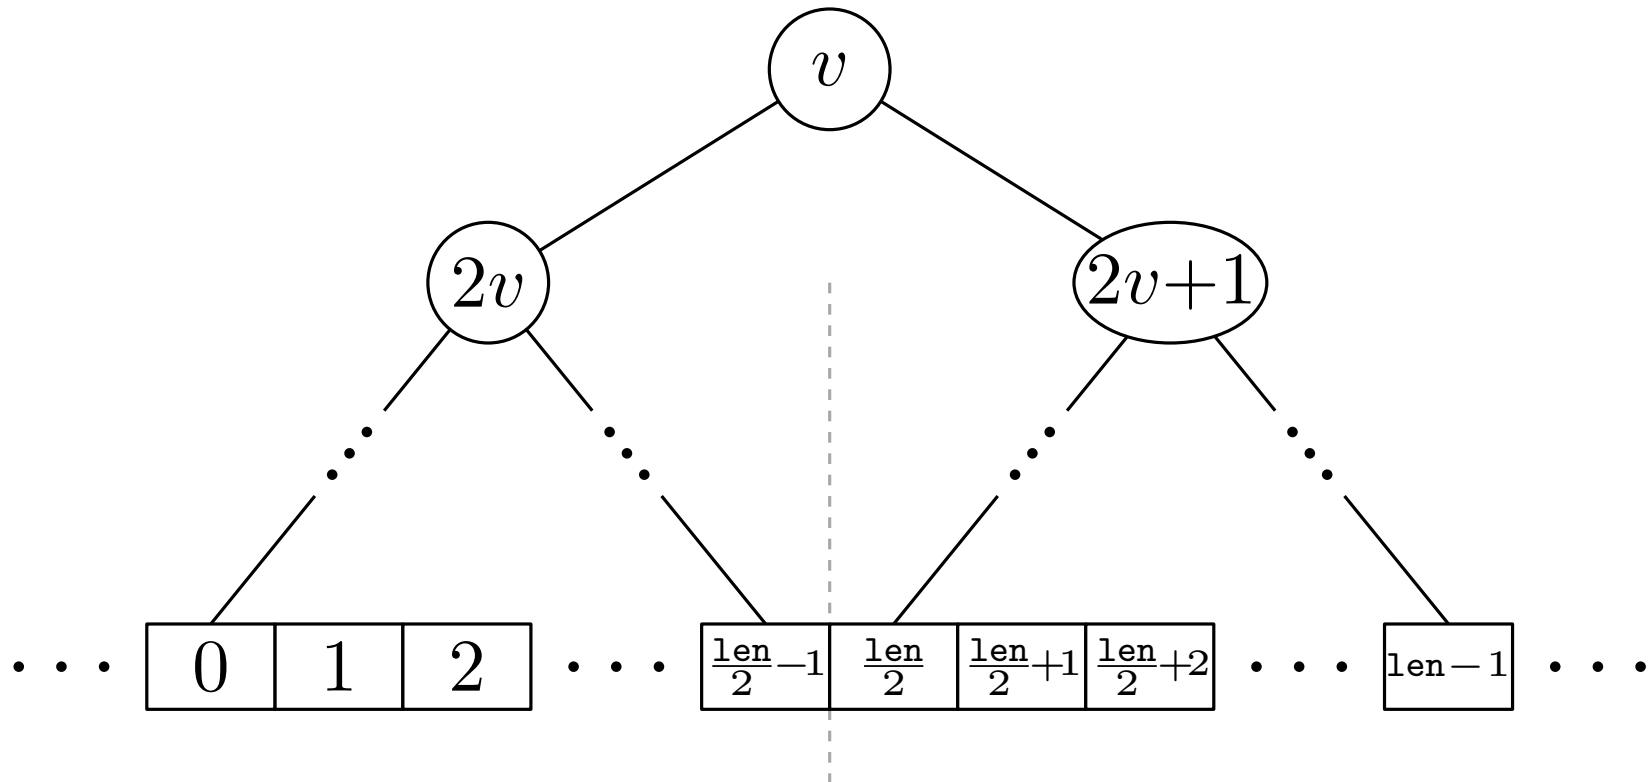 v
2v 2v+1
··· 0 1 2 ··· len/2−1 len/2 len/2+1 len/2+2 ··· len−1 ···